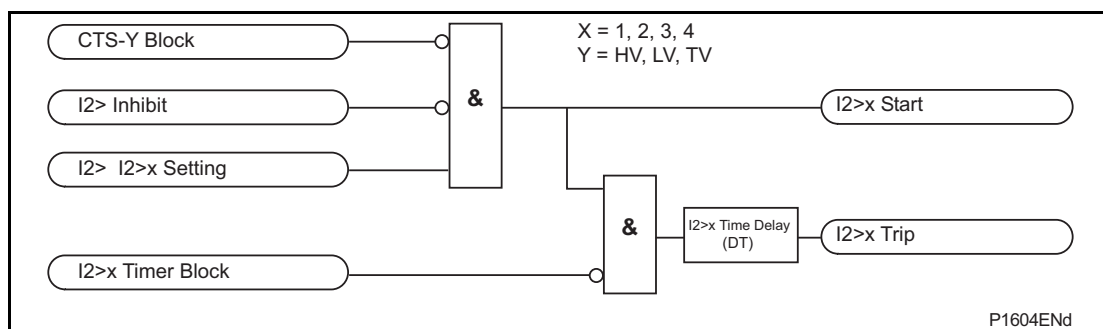 CTS-Y Block
X = 1, 2, 3, 4
Y = HV, LV, TV
I2> Inhibit
&
I2>x Start
I2> I2>x Setting
&
I2>x Time Delay
(DT)
I2>x Trip
I2>x Timer Block
P1604ENd